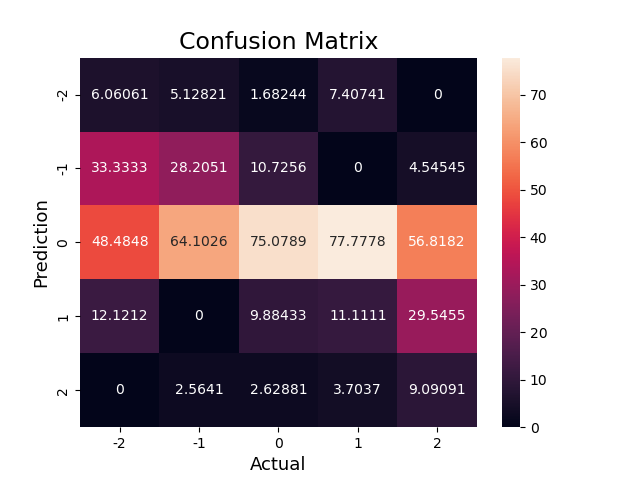 Confusion Matrix
Prediction
-2 6.06061 5.12821 1.68244 7.40741 0
-1 33.3333 28.2051 10.7256 0 4.54545
0 48.4848 64.1026 75.0789 77.7778 56.8182
1 12.1212 0 9.88433 11.1111 29.5455
2 0 2.5641 2.62881 3.7037 9.09091
-2 -1 0 1 2
Actual
70
60
50
40
30
20
10
0